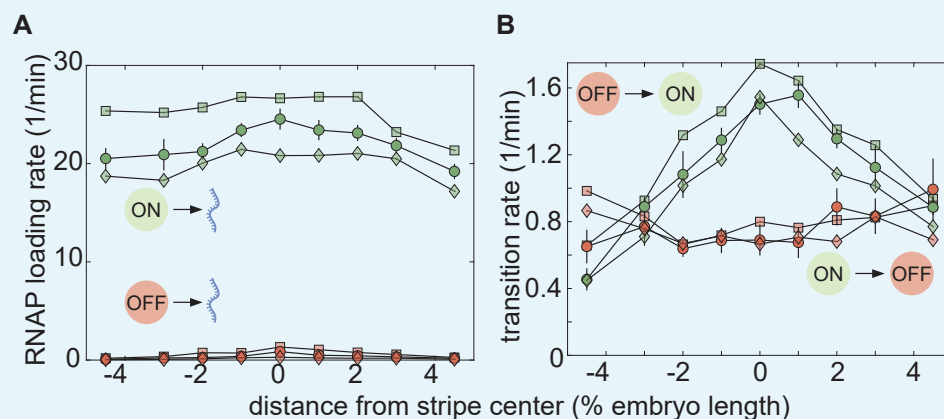 A
RNAP loading rate (1/min)
30
20
10
0
ON
OFF
-4
-2
0
2
4
B
transition rate (1/min)
1.6
1.2
0.8
0.4
0
OFF
ON
ON
OFF
-4
-2
0
2
4
distance from stripe center (% embryo length)